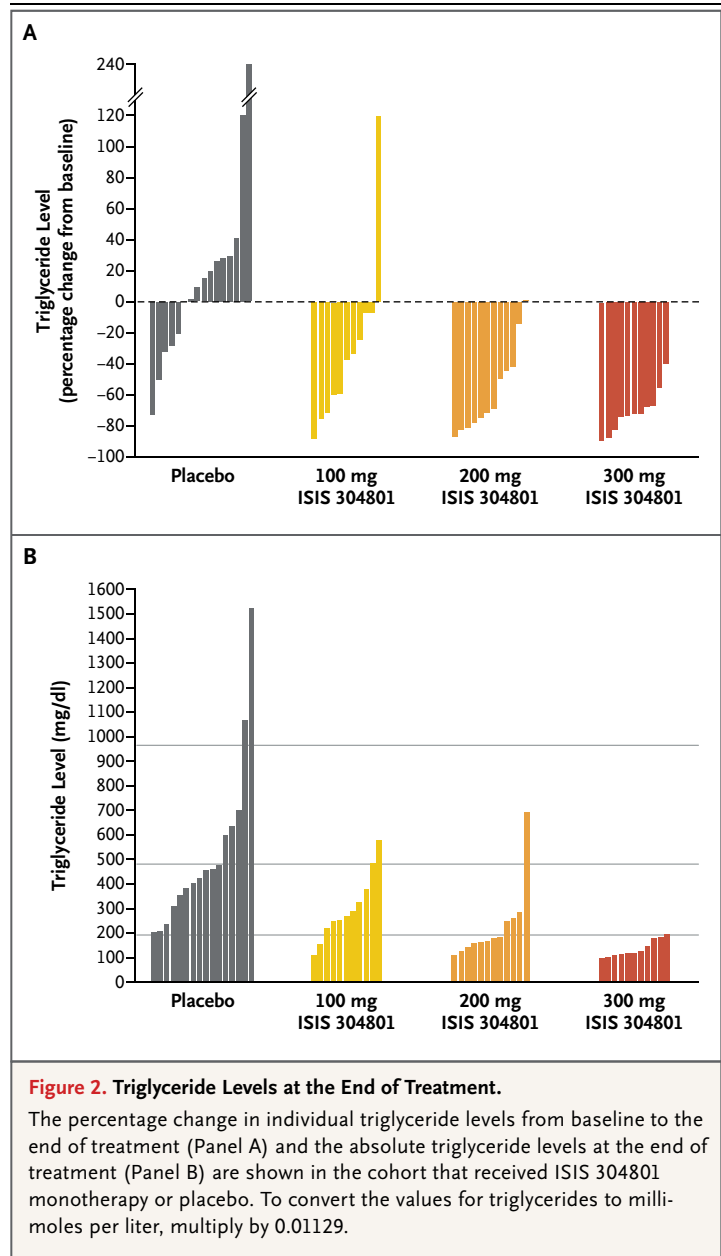 A
Triglyceride Level
(percentage change from baseline)
240
120
100
80
60
40
20
0
−20
−40
−60
−80
−100
Placebo
100 mg
ISIS 304801
200 mg
ISIS 304801
300 mg
ISIS 304801
B
Triglyceride Level (mg/dl)
1600
1500
1400
1300
1200
1100
1000
900
800
700
600
500
400
300
200
100
0
Placebo
100 mg
ISIS 304801
200 mg
ISIS 304801
300 mg
ISIS 304801
Figure 2. Triglyceride Levels at the End of Treatment.
The percentage change in individual triglyceride levels from baseline to the
end of treatment (Panel A) and the absolute triglyceride levels at the end of
treatment (Panel B) are shown in the cohort that received ISIS 304801
monotherapy or placebo. To convert the values for triglycerides to milli-
moles per liter, multiply by 0.01129.